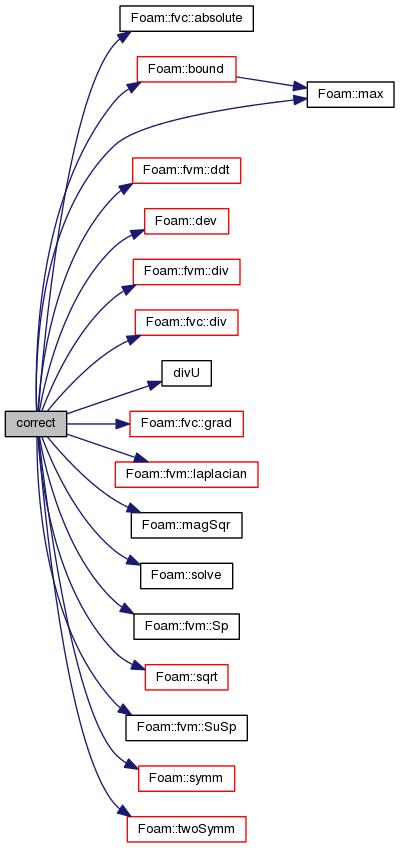 Foam::fvc::absolute
Foam::bound
Foam::max
Foam::fvm::ddt
Foam::dev
Foam::fvm::div
Foam::fvc::div
divU
correct
Foam::fvc::grad
Foam::fvm::laplacian
Foam::magSqr
Foam::solve
Foam::fvm::Sp
Foam::sqrt
Foam::fvm::SuSp
Foam::symm
Foam::twoSymm